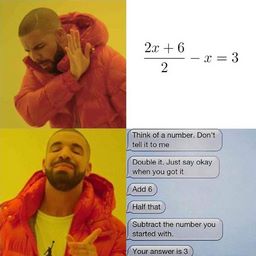 (2x + 6)/2 − x = 3
Think of a number. Don't
tell it to me
Double it. Just say okay
when you got it
Add 6
Half that
Subtract the number you
started with.
Your answer is 3